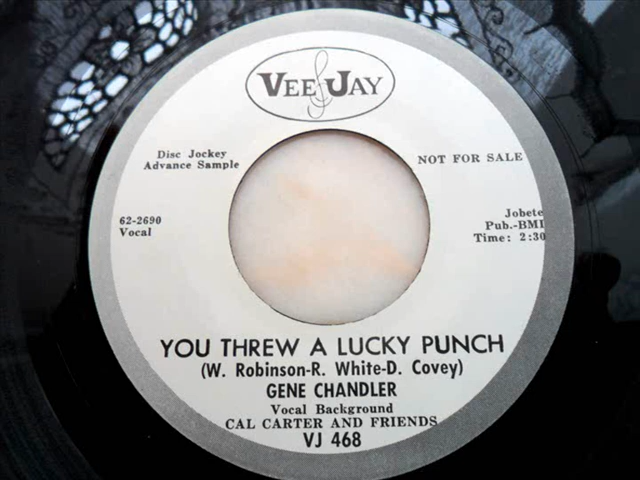 VEE JAY
Disc Jockey
Advance Sample
NOT FOR SALE
62-2690
Vocal
Jobete
Pub.-BMI
Time: 2:30
YOU THREW A LUCKY PUNCH
(W. Robinson-R. White-D. Covey)
GENE CHANDLER
Vocal Background
CAL CARTER AND FRIENDS
VJ 468